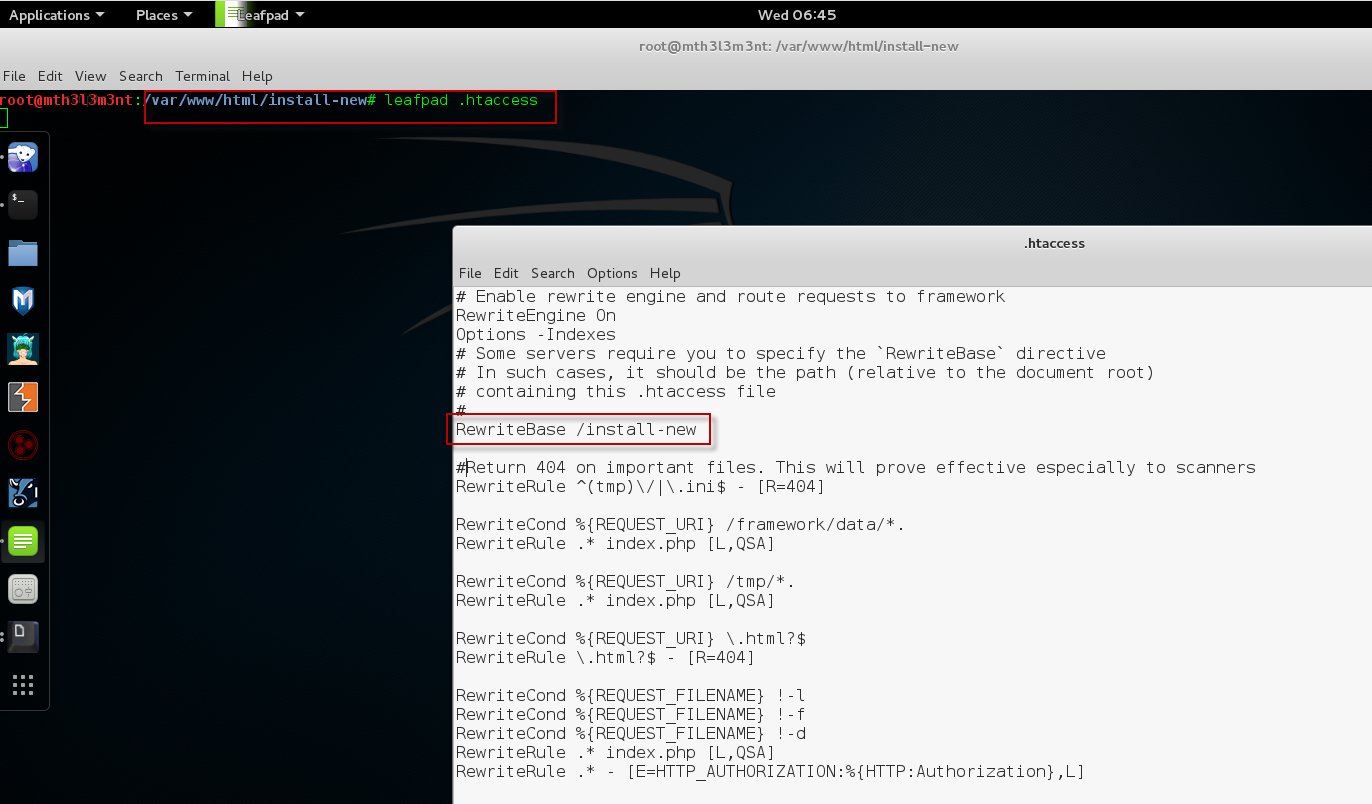 Applications Places Leafpad Wed 06:45
root@mth3l3m3nt: /var/www/html/install-new
File Edit View Search Terminal Help
root@mth3l3m3nt:/var/www/html/install-new# leafpad .htaccess
.htaccess
File Edit Search Options Help
# Enable rewrite engine and route requests to framework
RewriteEngine On
Options -Indexes
# Some servers require you to specify the `RewriteBase` directive
# In such cases, it should be the path (relative to the document root)
# containing this .htaccess file
#
RewriteBase /install-new
#Return 404 on important files. This will prove effective especially to scanners
RewriteRule ^(tmp)\/|\.ini$ - [R=404]
RewriteCond %{REQUEST_URI} /framework/data/*.
RewriteRule .* index.php [L,QSA]
RewriteCond %{REQUEST_URI} /tmp/*.
RewriteRule .* index.php [L,QSA]
RewriteCond %{REQUEST_URI} \.html?$
RewriteRule \.html?$ - [R=404]
RewriteCond %{REQUEST_FILENAME} !-l
RewriteCond %{REQUEST_FILENAME} !-f
RewriteCond %{REQUEST_FILENAME} !-d
RewriteRule .* index.php [L,QSA]
RewriteRule .* - [E=HTTP_AUTHORIZATION:%{HTTP:Authorization},L]